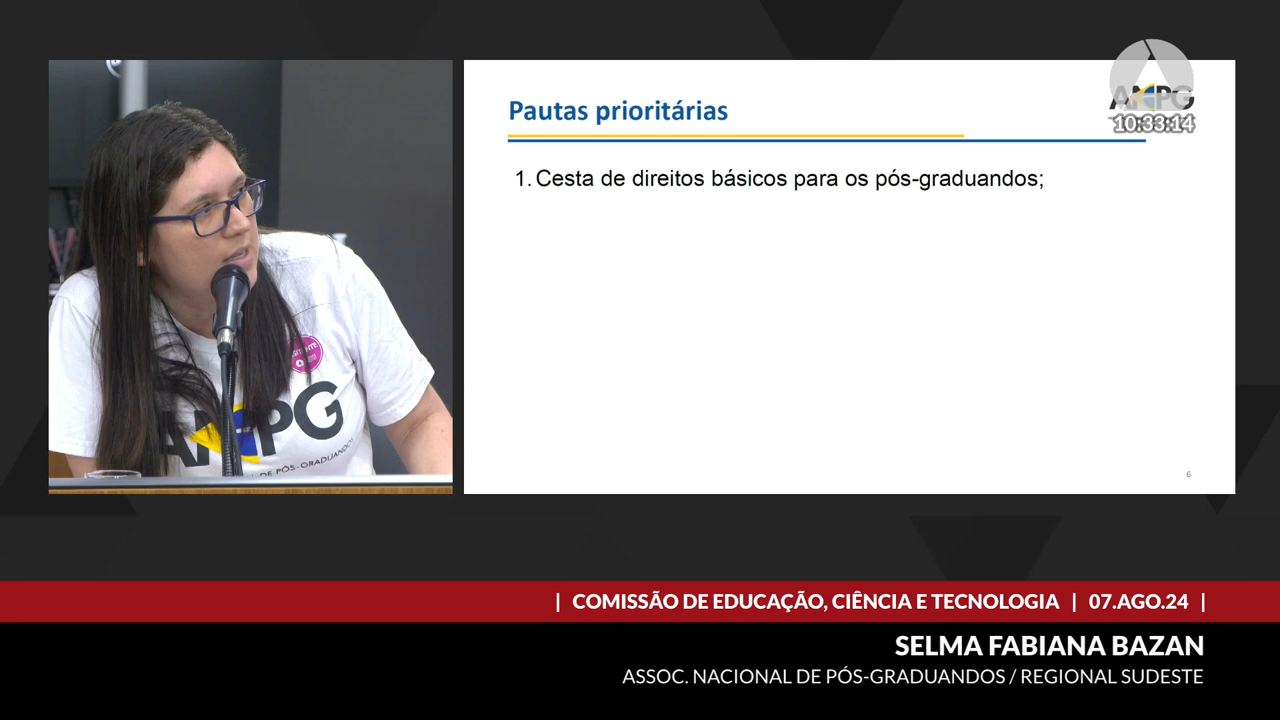 Pautas prioritárias
ANPG
10:33:14
1. Cesta de direitos básicos para os pós-graduandos;
ANPG
DE PÓS-GRADUANDOS
6
| COMISSÃO DE EDUCAÇÃO, CIÊNCIA E TECNOLOGIA | 07.AGO.24 |
SELMA FABIANA BAZAN
ASSOC. NACIONAL DE PÓS-GRADUANDOS / REGIONAL SUDESTE